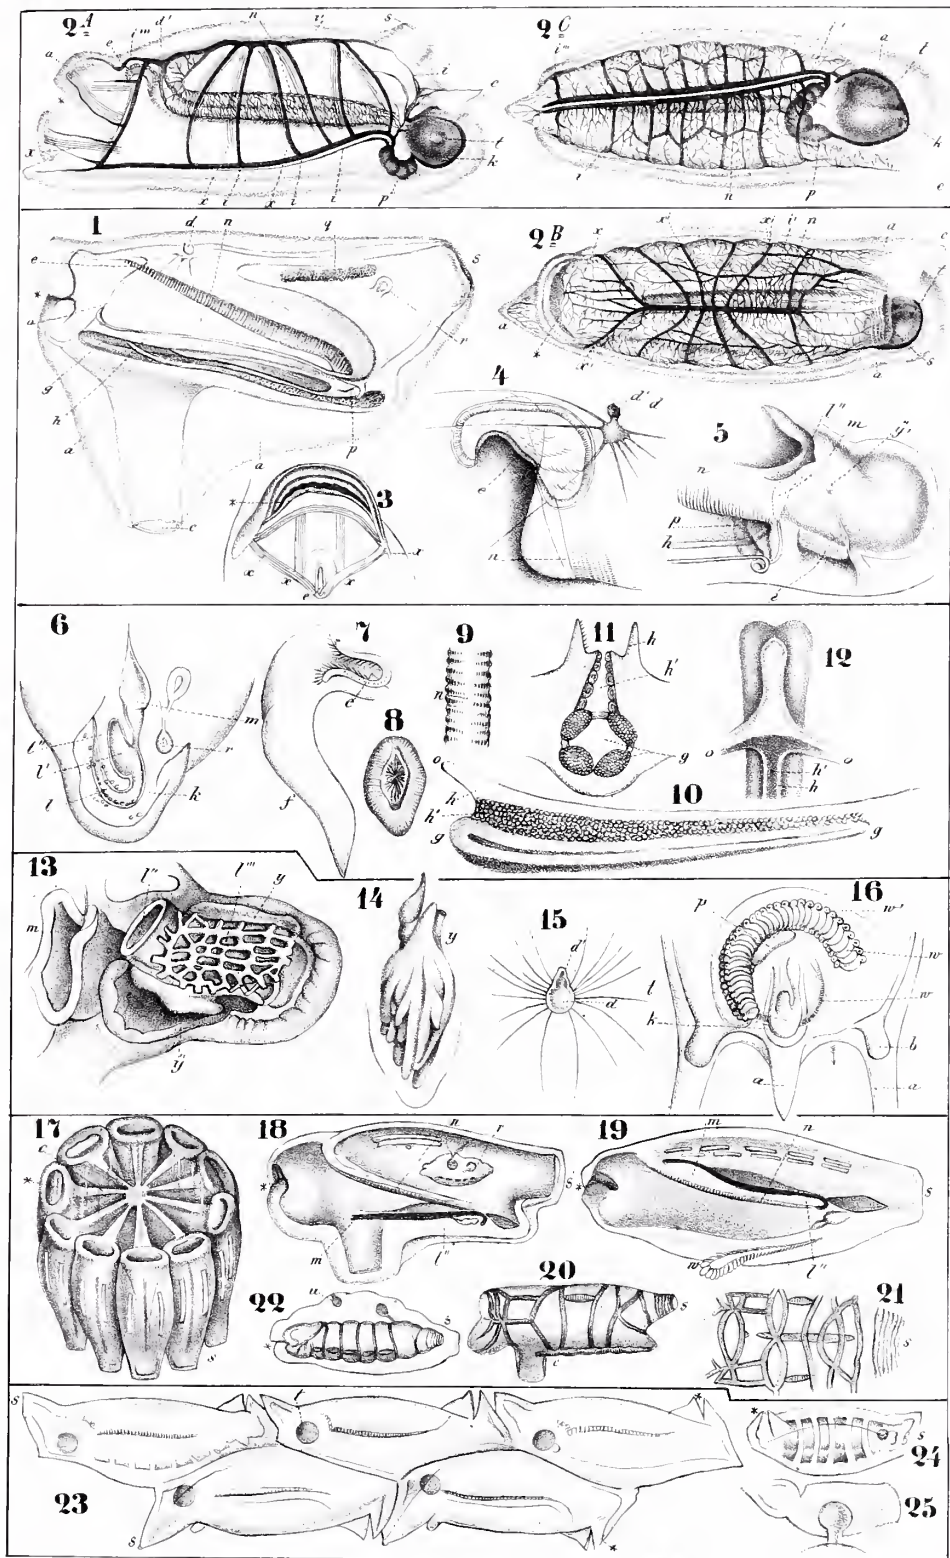 2A
a
e
i'''
d'
n
v
s
i
c
t
k
x
x
i
x
i
i
p
2C
i'''
i'
a
t
k
i
n
p
c
1
d
n
q
s
e
*
a
g
h
a
a
p
r
c
2B
x
x'
x'
i
v
n
a
c
t
a
*
x'
a
s
3
*
x
x
x
x
e
4
d'
d
e
n
5
l''
m
y'''
n
p
h
i
6
l''
l'
l
m
r
k
7
e
f
8
9
n
10
o
h
h'
g
g
11
h
h'
g
12
o
o
h'
h
13
m
l''
l'''
y
y''
14
y
15
d'
d
16
p
w'
w
w
l
k
b
a
a
17
c
*
s
18
n
r
*
s
m
l''
19
m
n
*
s
w
l''
20
s
c
21
s
22
u
*
s
23
s
t
*
s
*
24
*
s
25